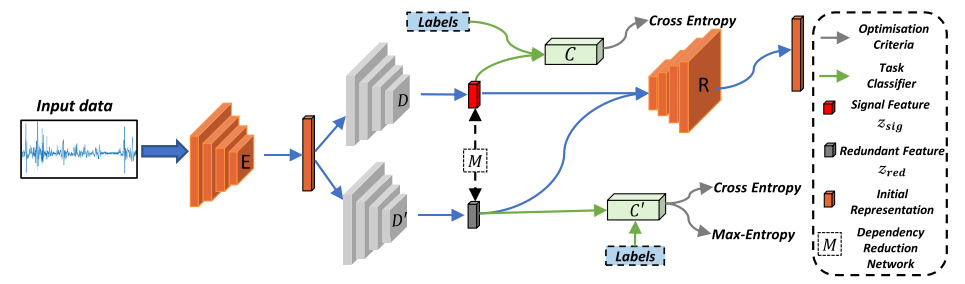 Input data
E
Labels
D
D'
M
C
Cross Entropy
R
C'
Labels
Cross Entropy
Max-Entropy
Optimisation
Criteria
Task
Classifier
Signal Feature
z_sig
Redundant Feature
z_red
Initial
Representation
M
Dependency
Reduction
Network